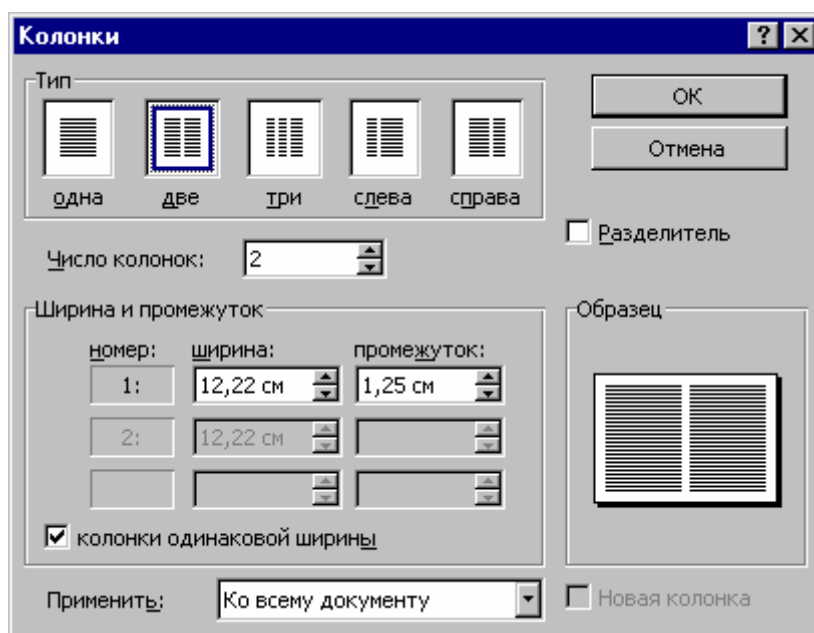 Колонки
Тип
одна две три слева справа
ОК
Отмена
Разделитель
Число колонок: 2
Ширина и промежуток
номер: ширина: промежуток:
1: 12,22 см 1,25 см
2: 12,22 см
колонки одинаковой ширины
Образец
Применить: Ко всему документу
Новая колонка